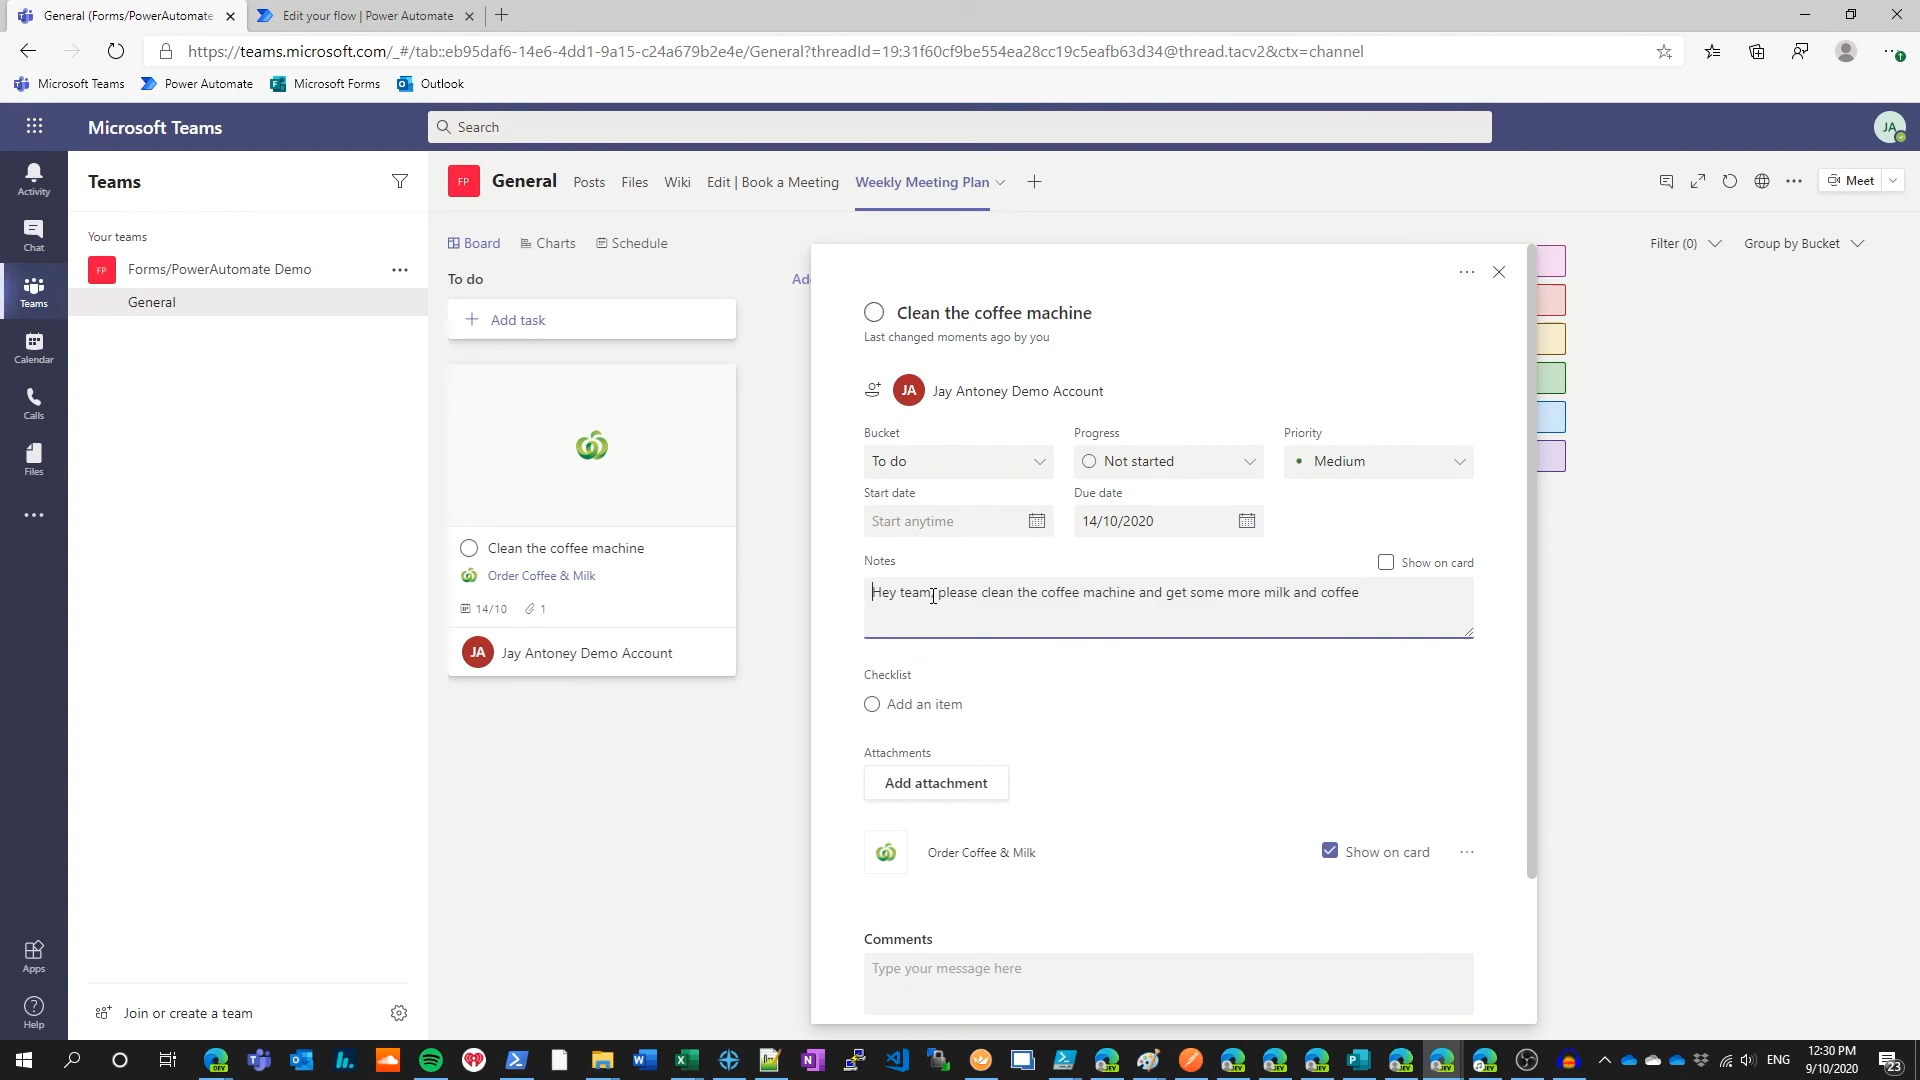 General (Forms/PowerAutomate
Edit your flow | Power Automate
https://teams.microsoft.com/_#/tab::eb95daf6-14e6-4dd1-9a15-c24a679b2e4e/General?threadId=19:31f60cf9be554ea28cc19c5eafb63d34@thread.tacv2&ctx=channel
Microsoft Teams
Power Automate
Microsoft Forms
Outlook
Microsoft Teams
Search
JA
Activity
Chat
Teams
Calendar
Calls
Files
Apps
Help
Teams
Your teams
FP Forms/PowerAutomate Demo
General
Join or create a team
FP General Posts Files Wiki Edit | Book a Meeting Weekly Meeting Plan
Meet
Board Charts Schedule
Filter (0) Group by Bucket
To do
Ad
Add task
Clean the coffee machine
Order Coffee & Milk
14/10 1
JA Jay Antoney Demo Account
Clean the coffee machine
Last changed moments ago by you
JA Jay Antoney Demo Account
Bucket Progress Priority
To do Not started Medium
Start date Due date
Start anytime 14/10/2020
Notes Show on card
Hey team, please clean the coffee machine and get some more milk and coffee
Checklist
Add an item
Attachments
Add attachment
Order Coffee & Milk Show on card
Comments
Type your message here
ENG
12:30 PM
9/10/2020
23